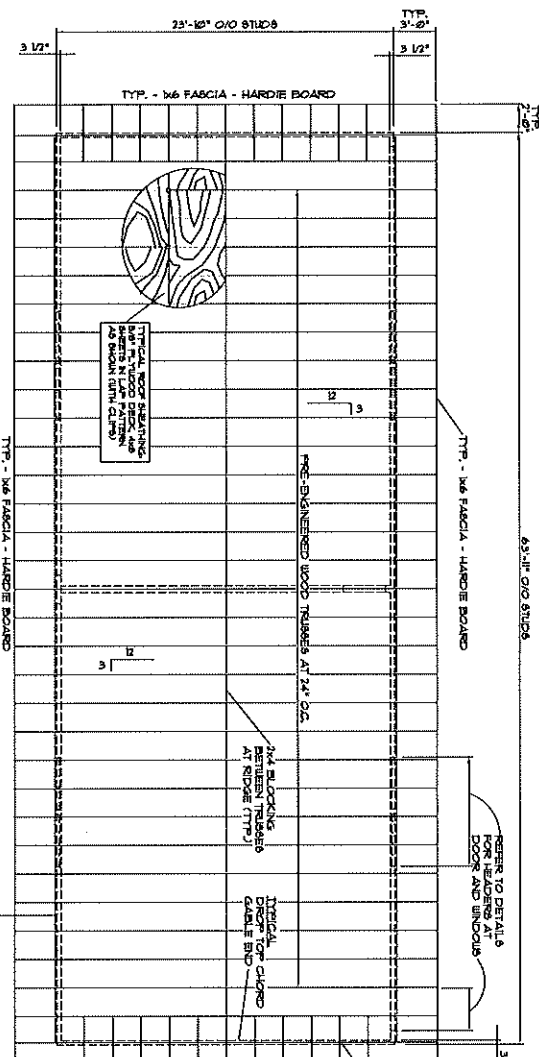 TYP.
3'-0"
23'-10" O/O STUDS
3 1/2"
3 1/2"
TYP. - 1x6 FASCIA - HARDIE BOARD
TYP.
2'-0"
63'-11" O/O STUDS
TYP. - 1x6 FASCIA - HARDIE BOARD
TYPICAL ROOF SHEATHING
5/8" PLYWOOD DECK, 4x8
SHEETS IN LAP PATTERN
AS SHOWN (WITH CLIPS)
12
3
PRE-ENGINEERED WOOD TRUSSES AT 24" O.C.
12
3
2x4 BLOCKING
BETWEEN TRUSSES
AT RIDGE (TYP.)
REFER TO DETAILS
FOR HEADERS AT
DOOR AND WINDOWS
TYPICAL
DROP TOP CHORD
GABLE END
TYP. - 1x6 FASCIA - HARDIE BOARD
3